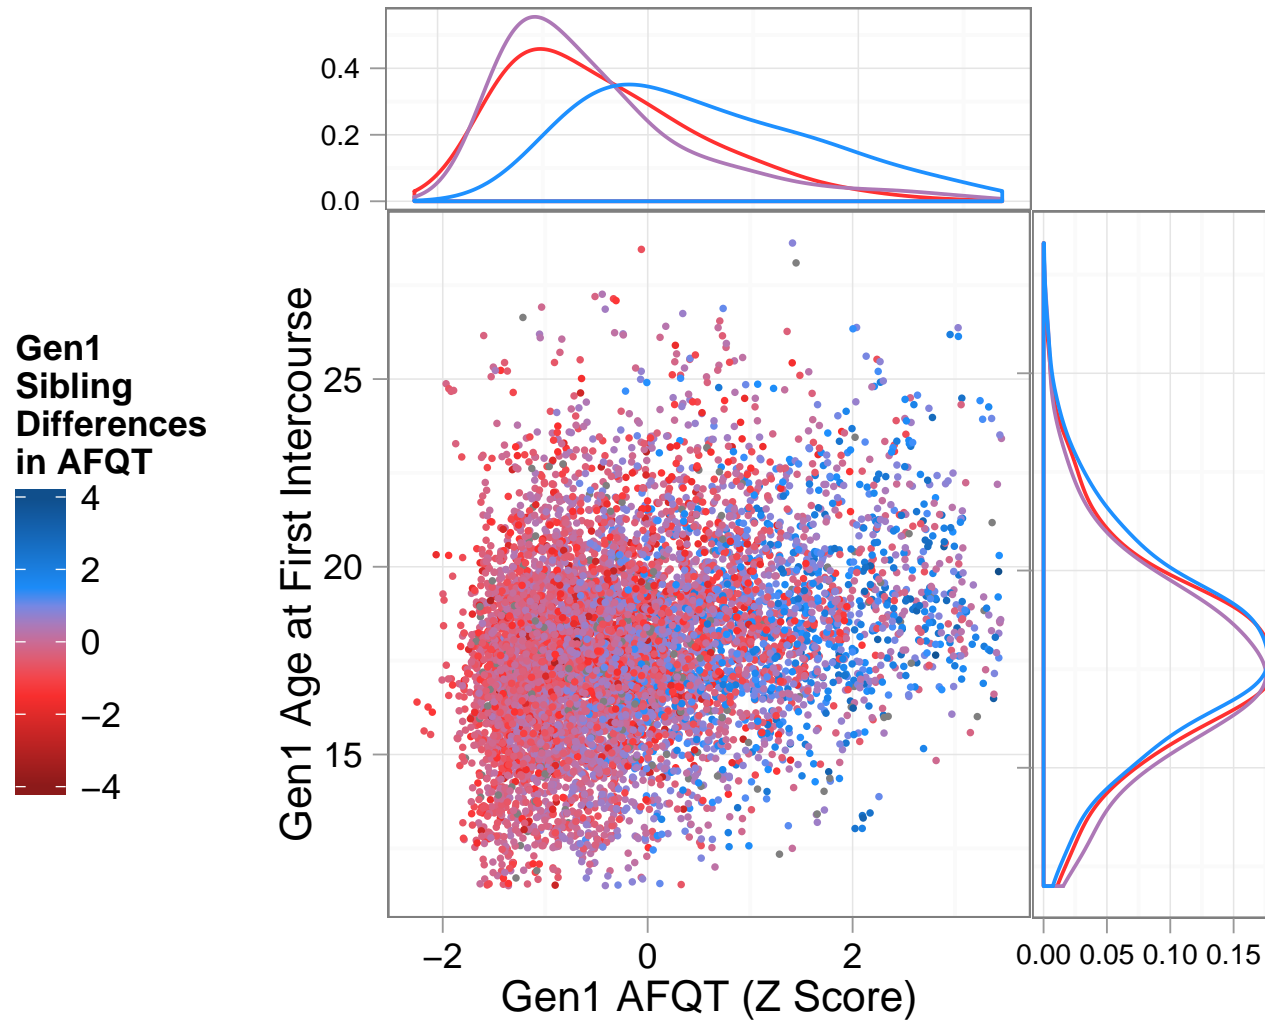 0.4
0.2
0.0
Gen1
Sibling
Differences
in AFQT
4
2
0
−2
−4
Gen1 Age at First Intercourse
25
20
15
−2 0 2
0.00 0.05 0.10 0.15
Gen1 AFQT (Z Score)